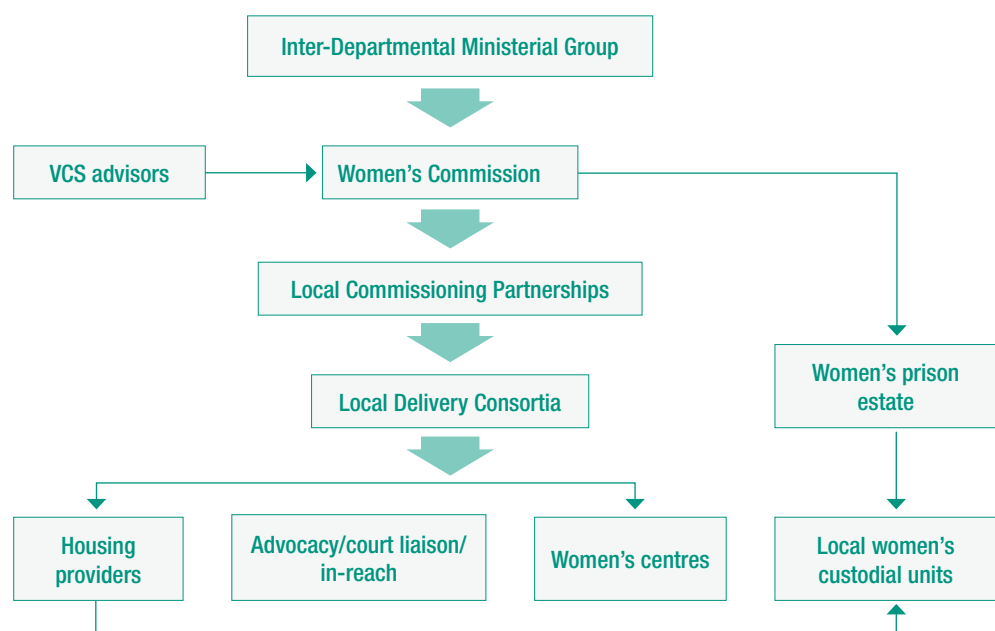 Inter-Departmental Ministerial Group
VCS advisors
Women’s Commission
Local Commissioning Partnerships
Women’s prison
estate
Local Delivery Consortia
Housing
providers
Advocacy/court liaison/
in-reach
Women’s centres
Local women’s
custodial units